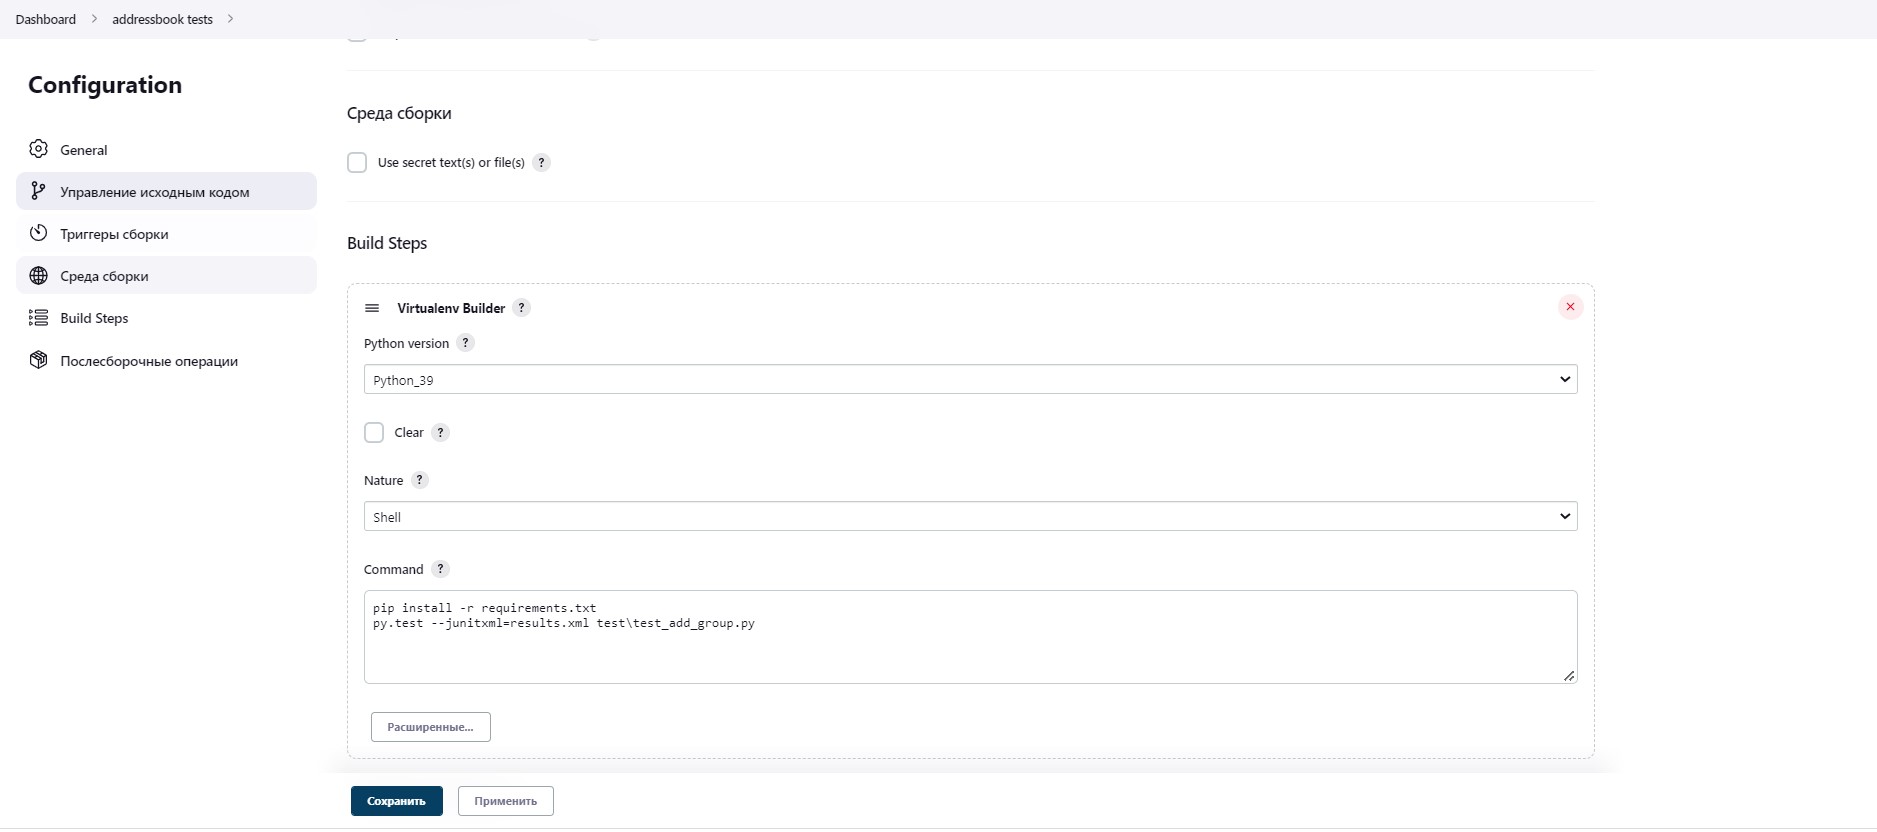 Dashboard > addressbook tests >
Configuration
General
Управление исходным кодом
Триггеры сборки
Среда сборки
Build Steps
Послесборочные операции
Среда сборки
Use secret text(s) or file(s) ?
Build Steps
Virtualenv Builder ?
Python version ?
Python_39
Clear ?
Nature ?
Shell
Command ?
pip install -r requirements.txt
py.test --junitxml=results.xml test\test_add_group.py
Расширенные...
Сохранить
Применить